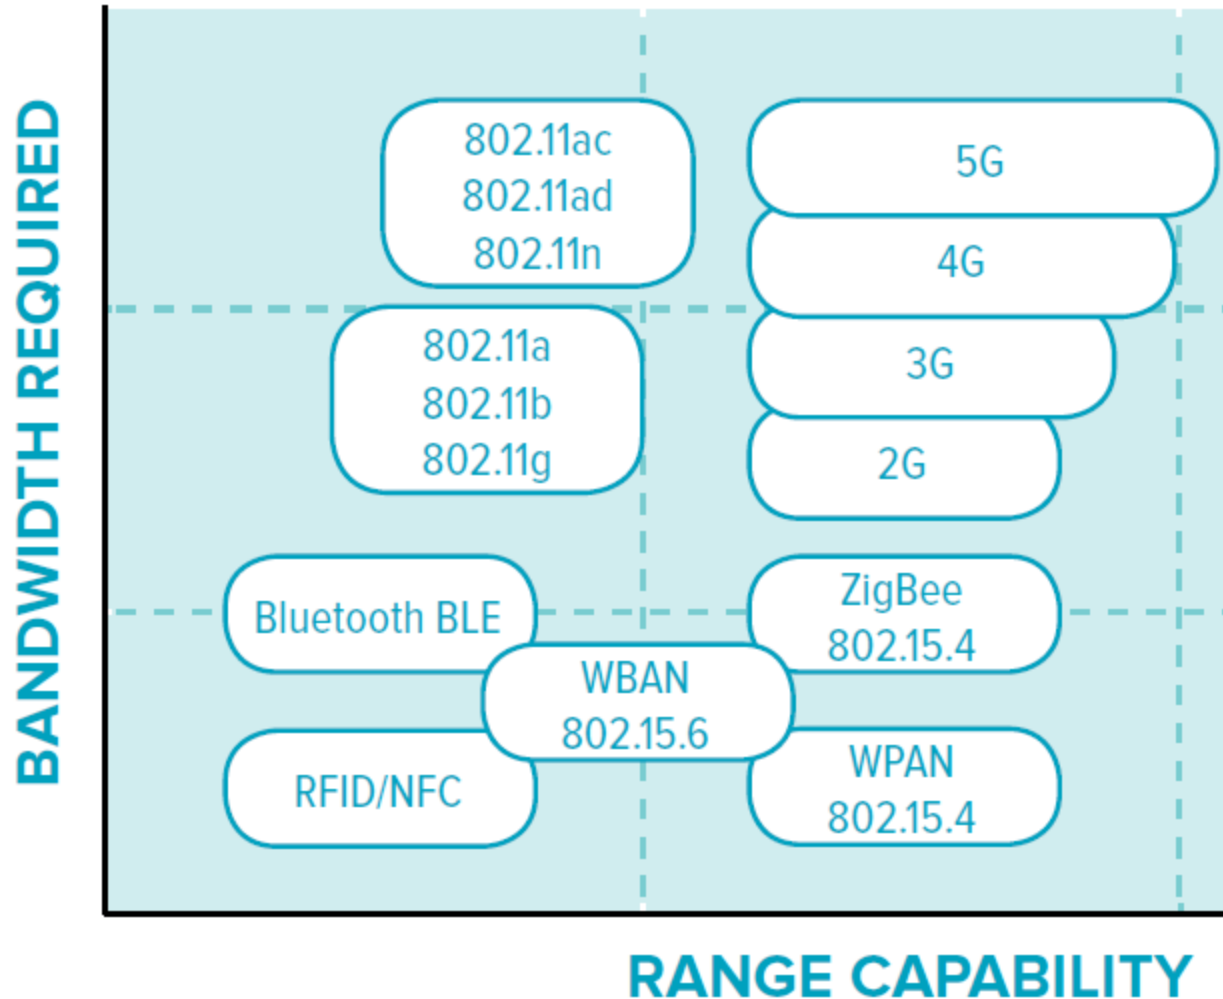 BANDWIDTH REQUIRED
802.11ac
802.11ad
802.11n
5G
4G
802.11a
802.11b
802.11g
3G
2G
Bluetooth BLE
ZigBee
802.15.4
WBAN
802.15.6
RFID/NFC
WPAN
802.15.4
RANGE CAPABILITY